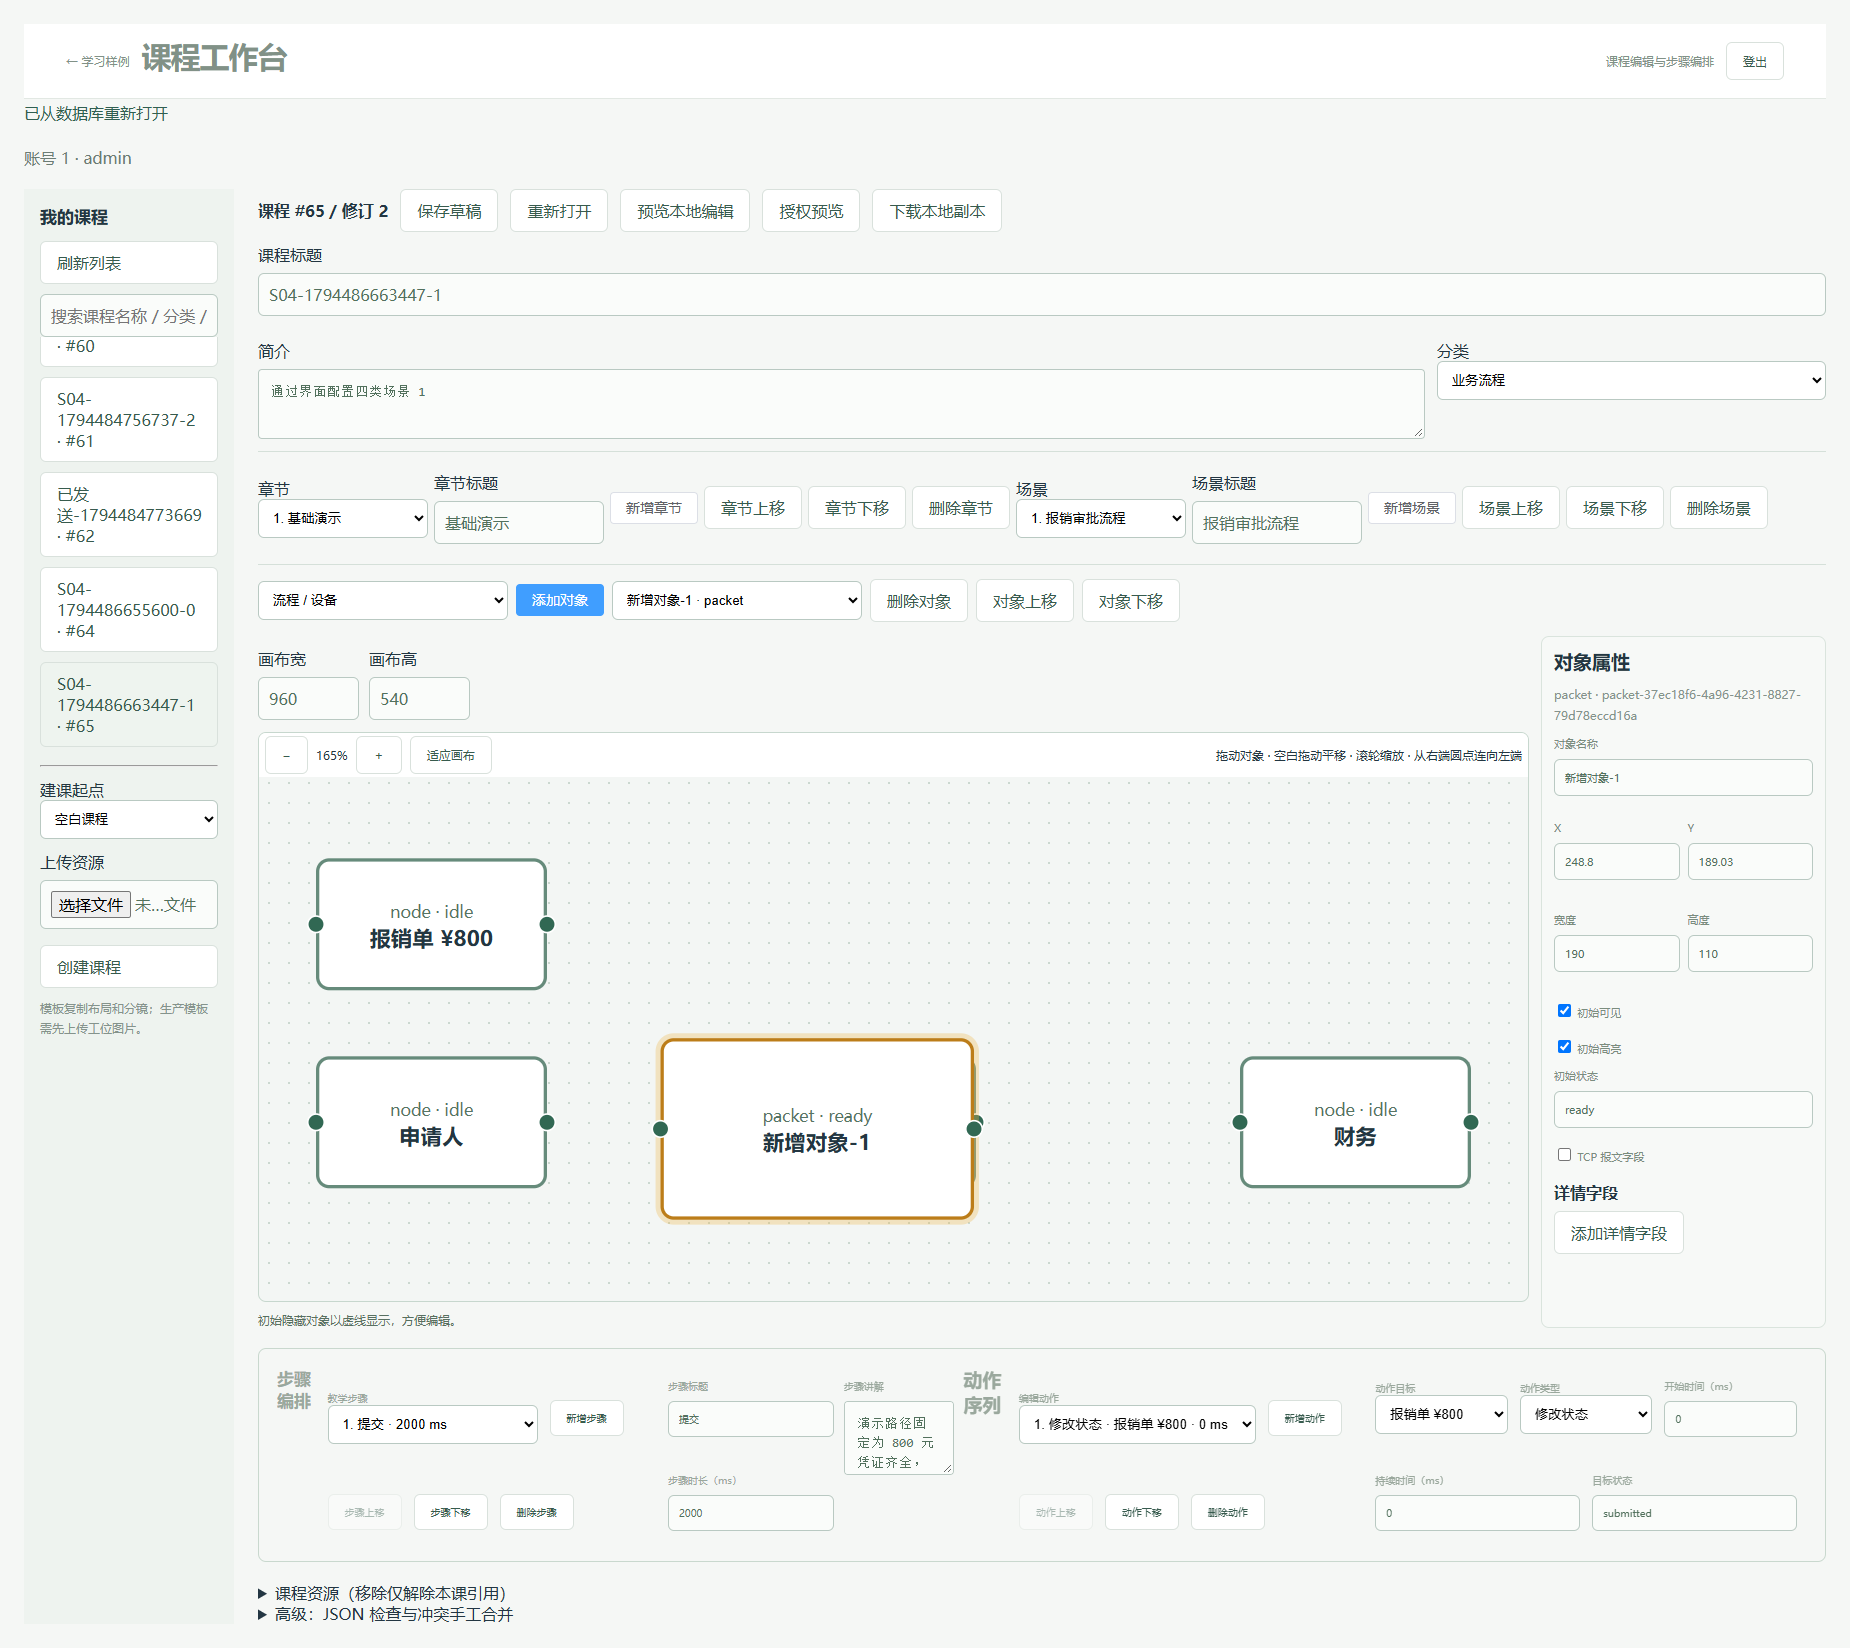 ← 学习样例 课程工作台
课程编辑与步骤编排 登出
已从数据库重新打开
账号 1 · admin
我的课程
刷新列表
搜索课程名称 / 分类 /
· #60
S04-
1794484756737-2
· #61
已发
送-1794484773669
· #62
S04-
1794486655600-0
· #64
S04-
1794486663447-1
· #65
建课起点
空白课程
上传资源
选择文件 未...文件
创建课程
模板复制布局和分镜；生产模板
需先上传工位图片。
课程 #65 / 修订 2 保存草稿 重新打开 预览本地编辑 授权预览 下载本地副本
课程标题
S04-1794486663447-1
简介
通过界面配置四类场景 1
分类
业务流程
章节
1. 基础演示
章节标题
基础演示
新增章节 章节上移 章节下移 删除章节
场景
1. 报销审批流程
场景标题
报销审批流程
新增场景 场景上移 场景下移 删除场景
流程 / 设备 添加对象 新增对象-1 · packet 删除对象 对象上移 对象下移
画布宽 画布高
960 540
− 165% + 适应画布
拖动对象 · 空白拖动平移 · 滚轮缩放 · 从右端圆点连向左端
node · idle
报销单 ¥800
node · idle
申请人
packet · ready
新增对象-1
node · idle
财务
初始隐藏对象以虚线显示，方便编辑。
对象属性
packet · packet-37ec18f6-4a96-4231-8827-
79d78eccd16a
对象名称
新增对象-1
X Y
248.8 189.03
宽度 高度
190 110
初始可见
初始高亮
初始状态
ready
TCP 报文字段
详情字段
添加详情字段
步骤
编排
教学步骤
1. 提交 · 2000 ms
新增步骤
步骤上移 步骤下移 删除步骤
步骤标题
提交
步骤时长（ms）
2000
步骤讲解
演示路径固
定为 800 元
凭证齐全，
动作
序列
编辑动作
1. 修改状态 · 报销单 ¥800 · 0 ms
新增动作
动作上移 动作下移 删除动作
动作目标 动作类型 开始时间（ms）
报销单 ¥800 修改状态 0
持续时间（ms） 目标状态
0 submitted
▶ 课程资源（移除仅解除本课引用）
▶ 高级：JSON 检查与冲突手工合并